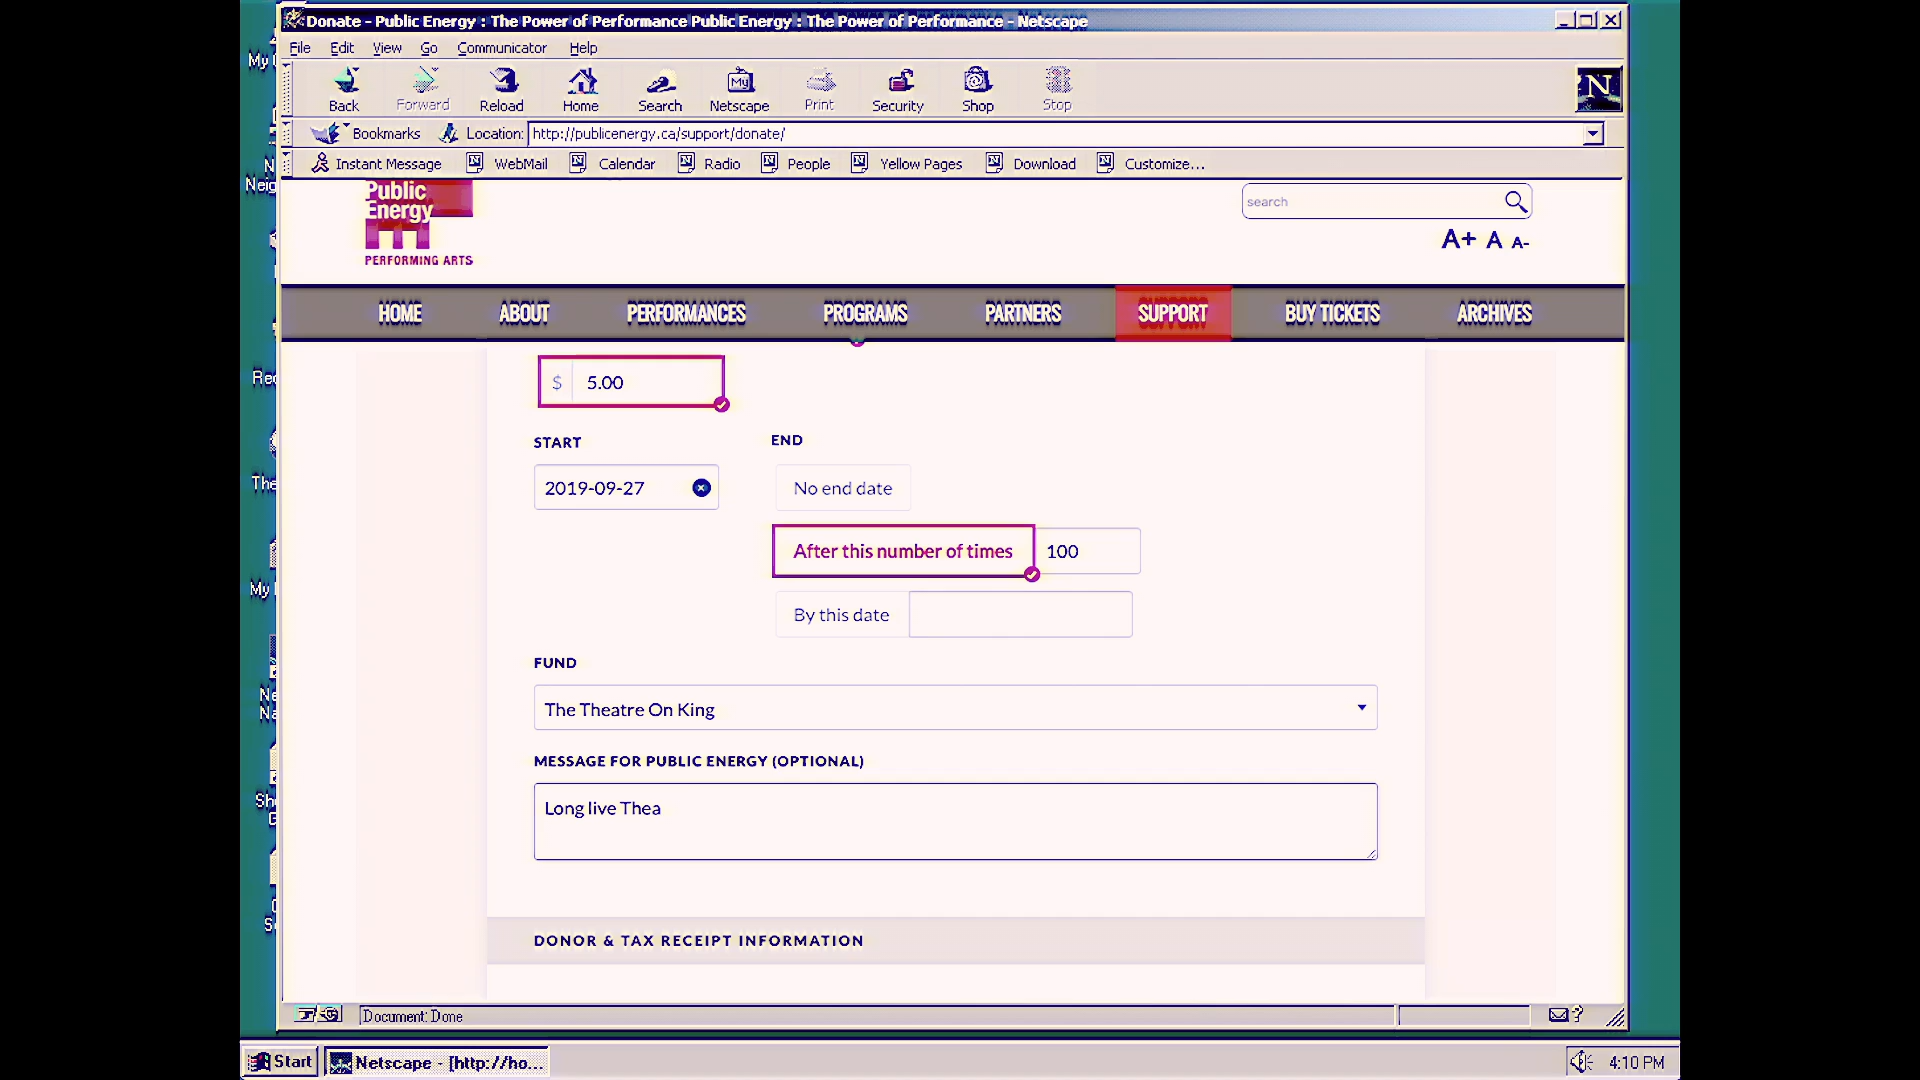 Donate - Public Energy : The Power of Performance Public Energy : The Power of Performance - Netscape
File Edit View Go Communicator Help
Back Forward Reload Home Search Netscape Print Security Shop Stop
My
N
Bookmarks Location: http://publicenergy.ca/support/donate/
Instant Message WebMail Calendar Radio People Yellow Pages Download Customize...
Public
Energy
PERFORMING ARTS
search
A+ A A-
HOME ABOUT PERFORMANCES PROGRAMS PARTNERS SUPPORT BUY TICKETS ARCHIVES
$ 5.00
START END
2019-09-27 No end date
After this number of times 100
By this date
FUND
The Theatre On King
MESSAGE FOR PUBLIC ENERGY (OPTIONAL)
Long live Thea
DONOR & TAX RECEIPT INFORMATION
Document: Done
Start Netscape - [http://ho... 4:10 PM